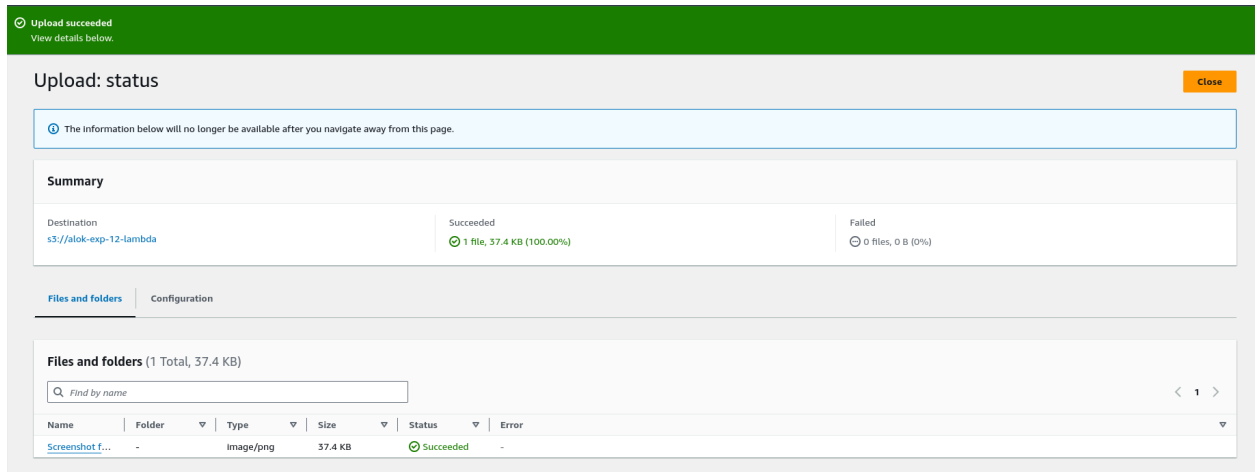 Upload succeeded
View details below.
Upload: status
Close
The information below will no longer be available after you navigate away from this page.
Summary
Destination
s3://alok-exp-12-lambda
Succeeded
1 file, 37.4 KB (100.00%)
Failed
0 files, 0 B (0%)
Files and folders Configuration
Files and folders (1 Total, 37.4 KB)
Find by name
1
Name Folder Type Size Status Error
Screenshot f... - image/png 37.4 KB Succeeded -